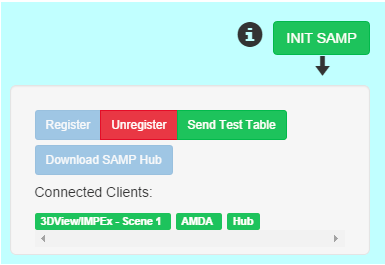 INIT SAMP
Register Unregister Send Test Table
Download SAMP Hub
Connected Clients:
3DView/IMPEx - Scene 1 AMDA Hub